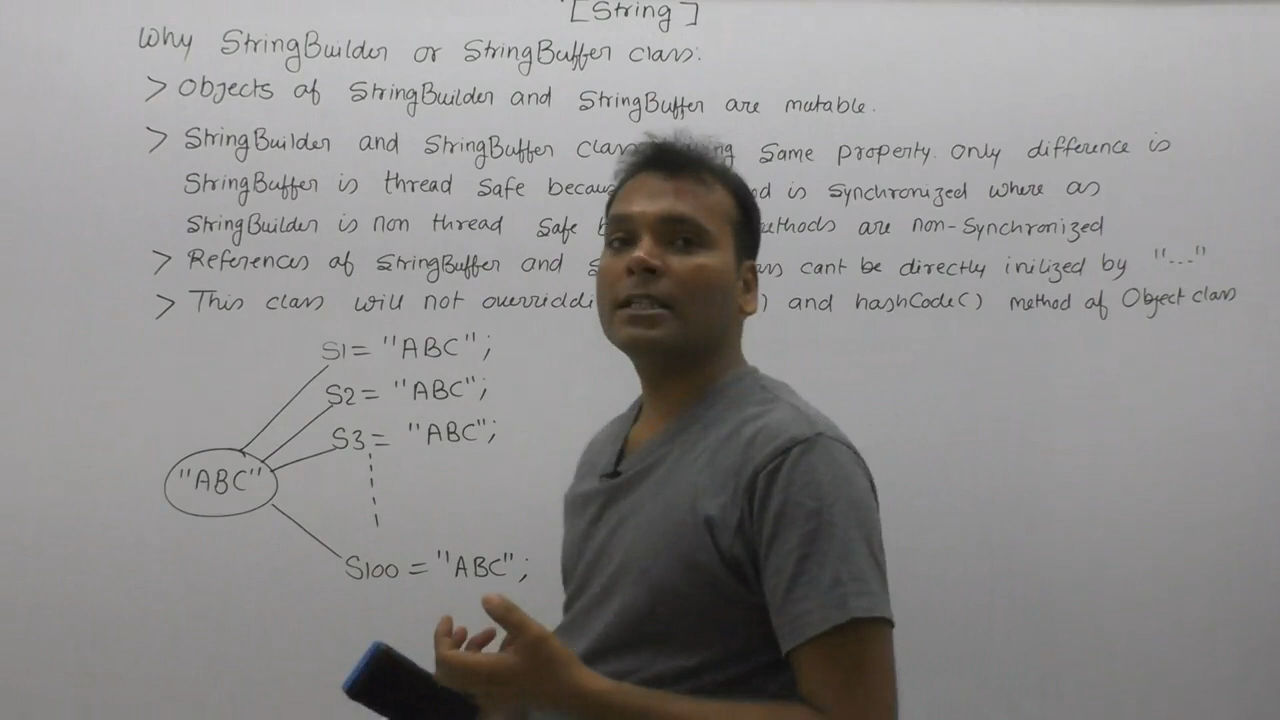 [String]
Why StringBuilder or StringBuffer class:
> Objects of StringBuilder and StringBuffer are mutable.
> StringBuilder and StringBuffer class same property. Only difference is
StringBuffer is thread safe is synchronized where as
StringBuilder is non thread safe are non-synchronized
> References of StringBuffer and cant be directly inilized by "..."
> This class will not ) and hashCode() method of Object class
S1 = "ABC";
S2 = "ABC";
S3 = "ABC";
"ABC"
S100 = "ABC";